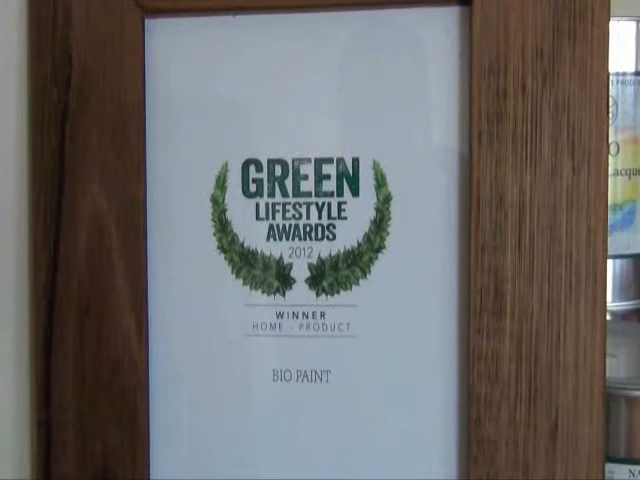 GREEN
LIFESTYLE
AWARDS
2012
WINNER
HOME - PRODUCT
BIO PAINT